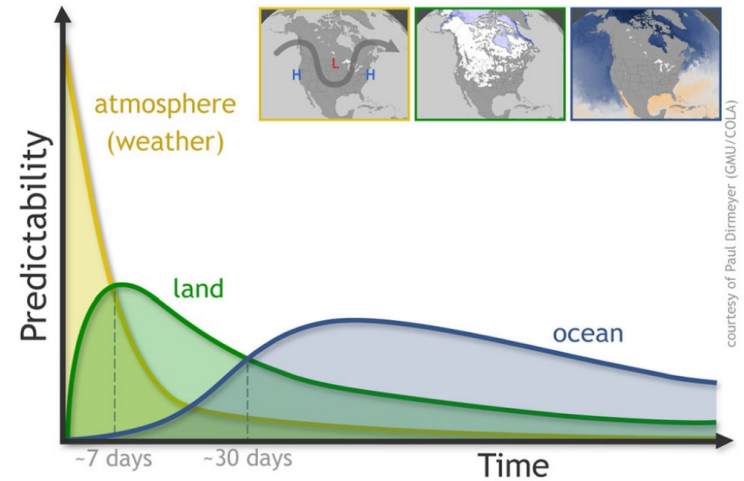 H
L
H
atmosphere
(weather)
land
ocean
Predictability
~7 days
~30 days
Time
courtesy of Paul Dirmeyer (GMU/COLA)